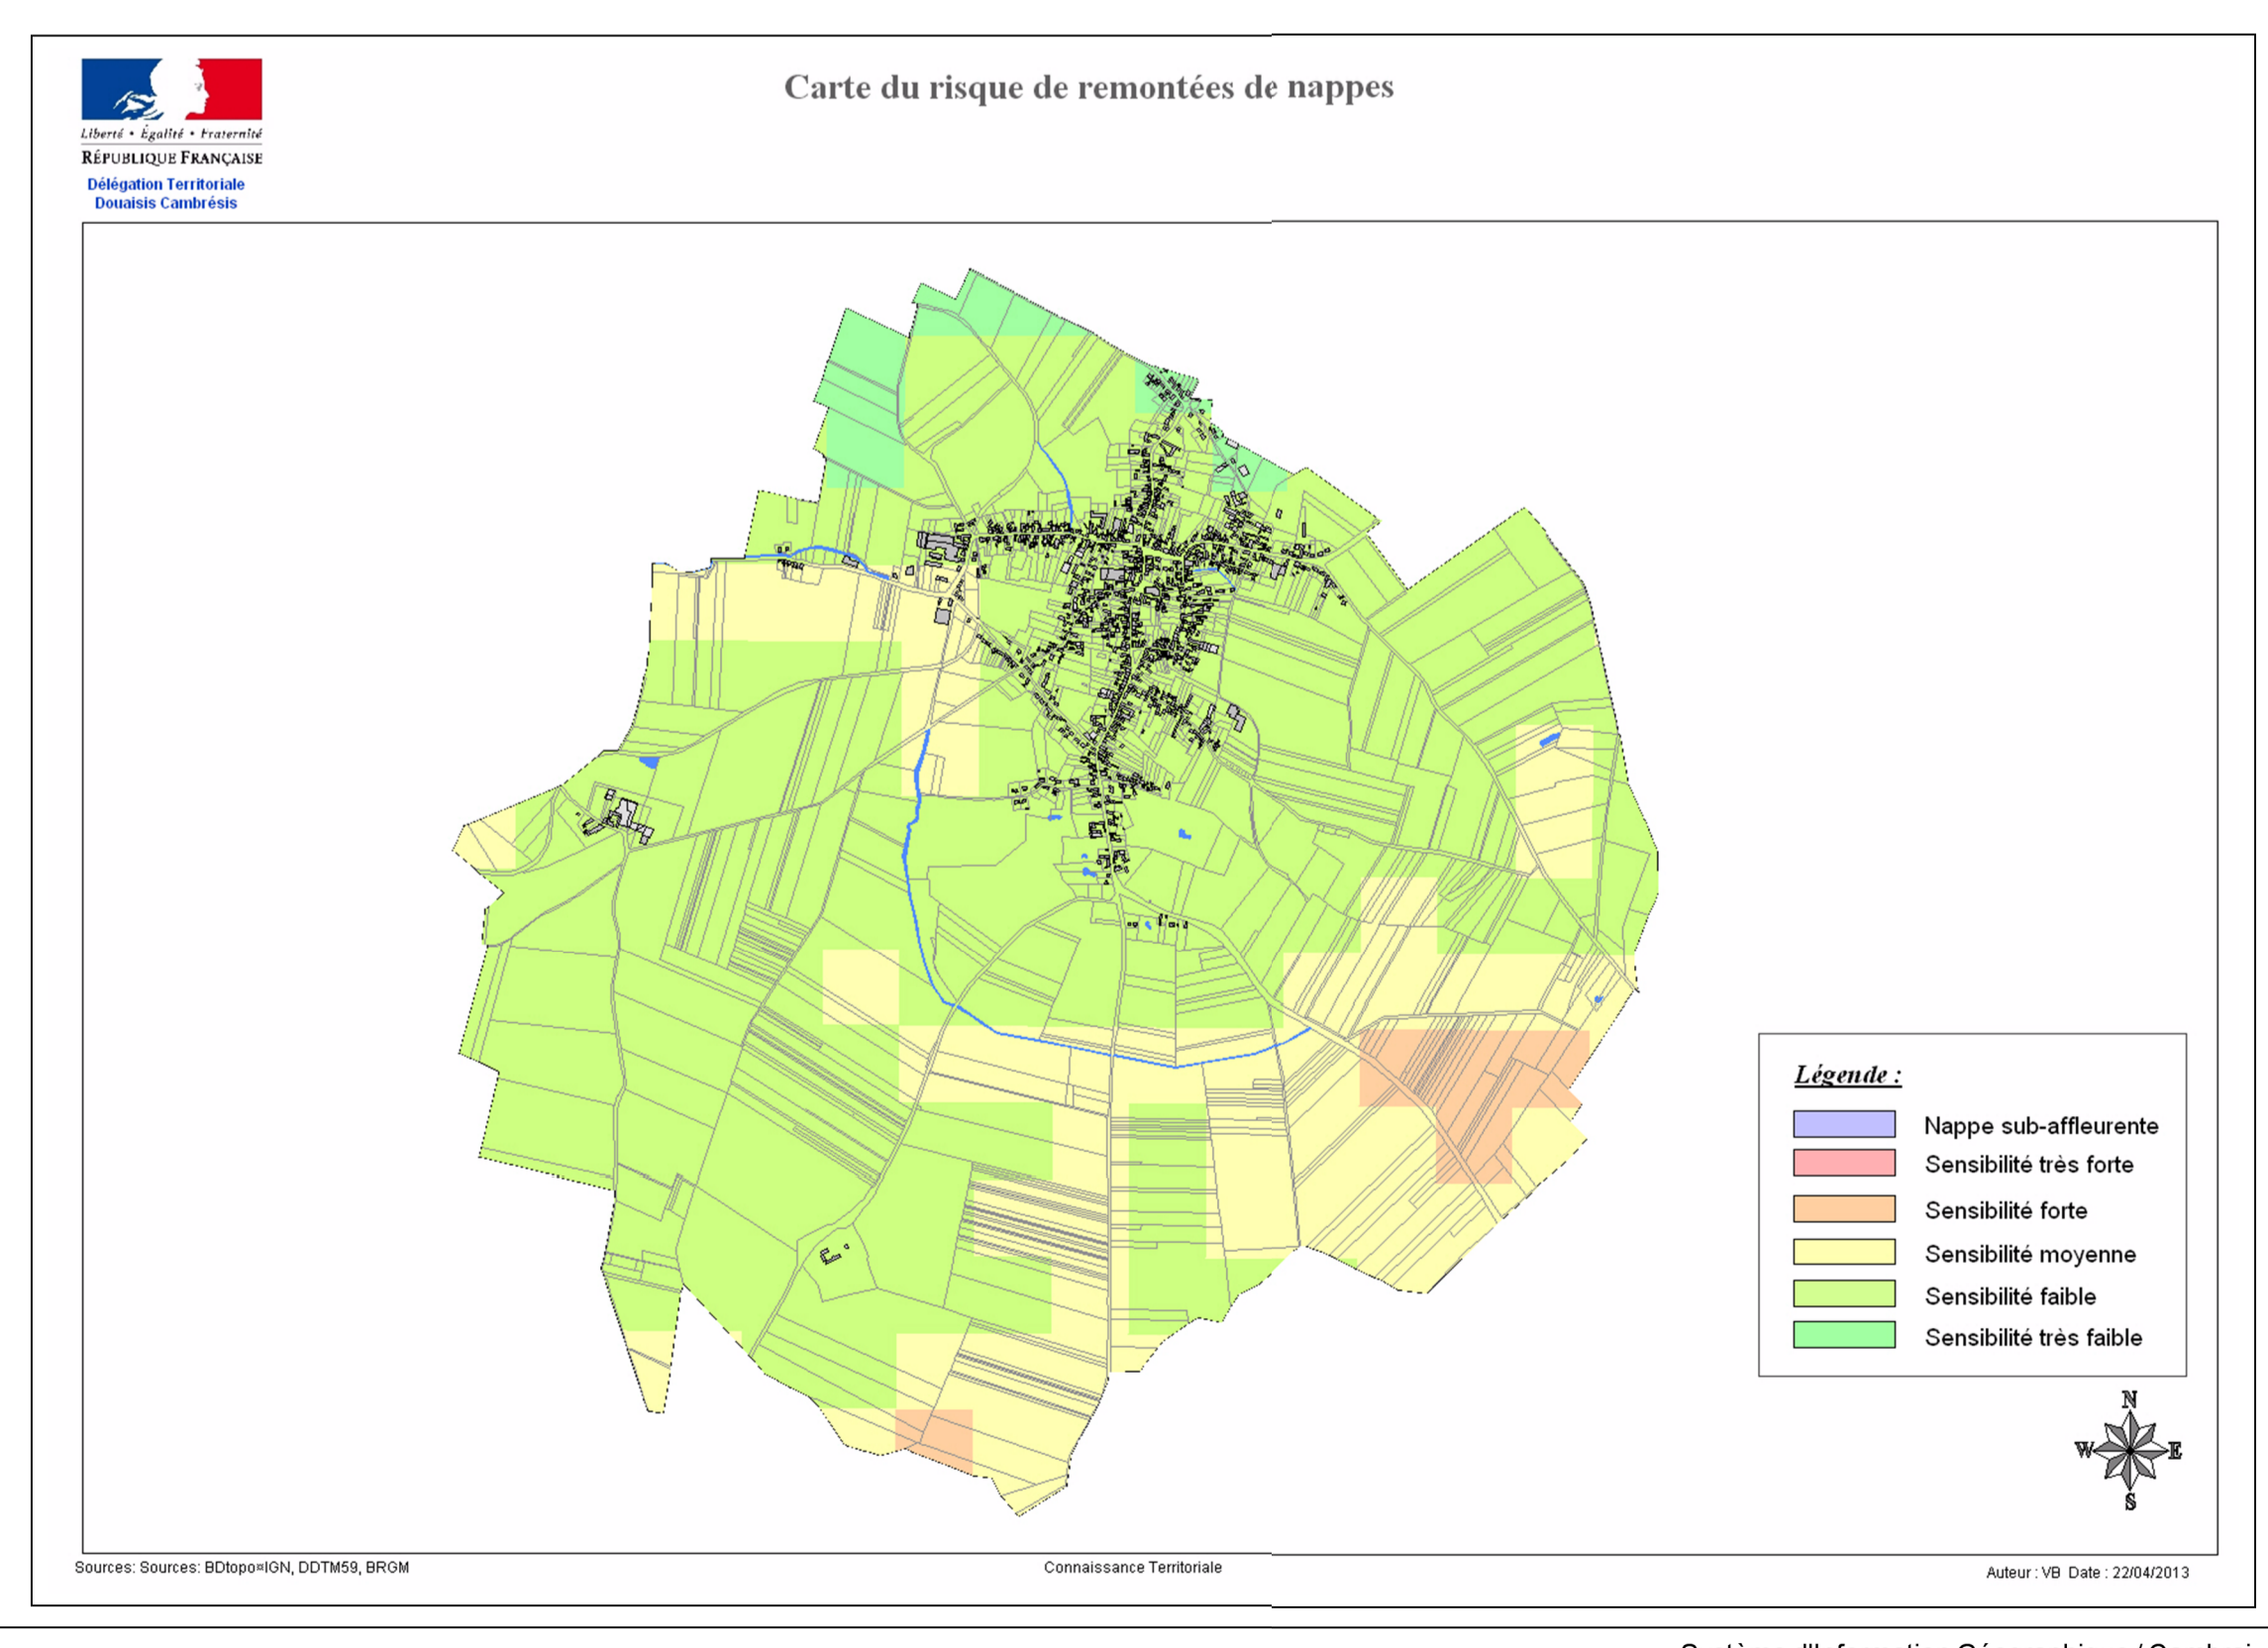 Carte du risque de remontées de nappes
Liberté • Égalité • Fraternité
RÉPUBLIQUE FRANÇAISE
Délégation Territoriale
Douaisis Cambrésis
Légende :
Nappe sub-affleurente
Sensibilité très forte
Sensibilité forte
Sensibilité moyenne
Sensibilité faible
Sensibilité très faible
N
W E
S
Sources: Sources: BDtopo¤IGN, DDTM59, BRGM
Connaissance Territoriale
Auteur : VB Date : 22/04/2013